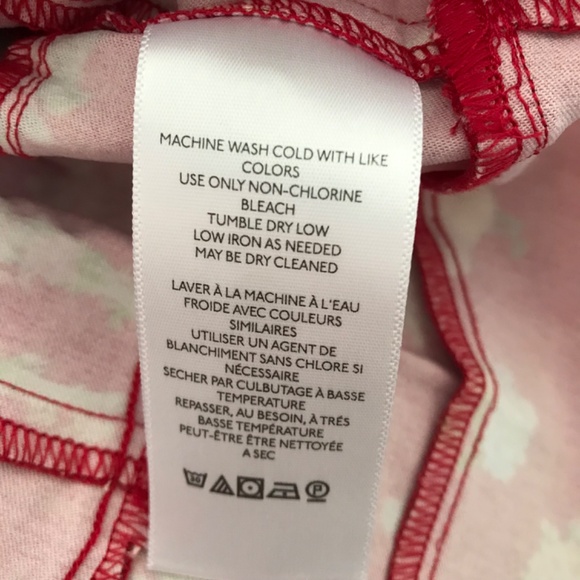 MACHINE WASH COLD WITH LIKE
COLORS
USE ONLY NON-CHLORINE
BLEACH
TUMBLE DRY LOW
LOW IRON AS NEEDED
MAY BE DRY CLEANED
LAVER À LA MACHINE À L'EAU
FROIDE AVEC COULEURS
SIMILAIRES
UTILISER UN AGENT DE
BLANCHIMENT SANS CHLORE SI
NÉCESSAIRE
SECHER PAR CULBUTAGE À BASSE
TEMPERATURE
REPASSER, AU BESOIN, À TRÉS
BASSE TEMPÉRATURE
PEUT-ÊTRE ÊTRE NETTOYÉE
A SEC
30
P